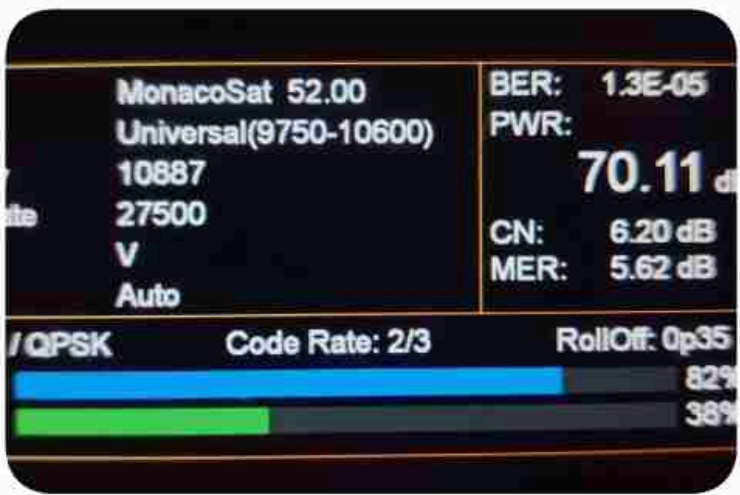 MonacoSat 52.00
Universal(9750-10600)
10887
27500
V
Auto
BER: 1.3E-05
PWR:
70.11
CN: 6.20 dB
MER: 5.62 dB
/ QPSK Code Rate: 2/3 RollOff: 0p35
82%
38%